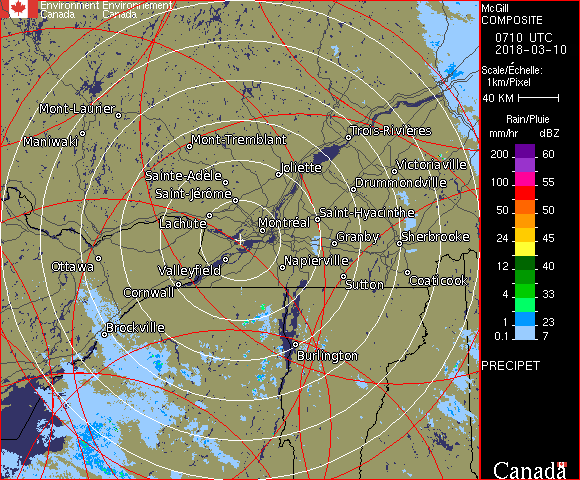 Environment Environnement
Canada Canada
McGill
COMPOSITE
0710 UTC
2018-03-10
Scale/Échelle:
1km/Pixel
40 KM
Rain/Pluie
mm/hr dBZ
200 60
100 55
50 50
24 45
12 40
4 33
1 23
0.1 7
PRECIPET
Canada
Mont-Laurier
Maniwaki
Mont-Tremblant
Trois-Rivières
Joliette
Victoriaville
Sainte-Adèle
Drummondville
Saint-Jérôme
Saint-Hyacinthe
Lachute
Montréal
Granby
Sherbrooke
Napierville
Ottawa
Valleyfield
Sutton
Coaticook
Cornwall
Brockville
Burlington